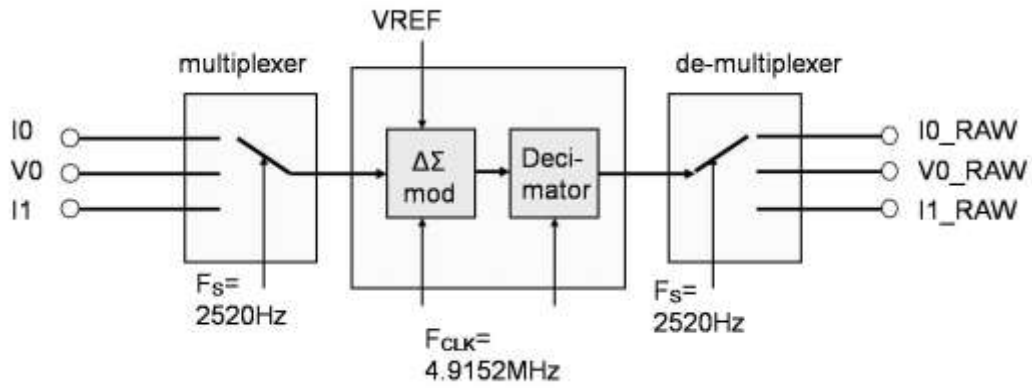 VREF
multiplexer
de-multiplexer
I0
V0
I1
ΔΣ
mod
Deci-
mator
I0_RAW
V0_RAW
I1_RAW
FS=
2520Hz
FCLK=
4.9152MHz
FS=
2520Hz